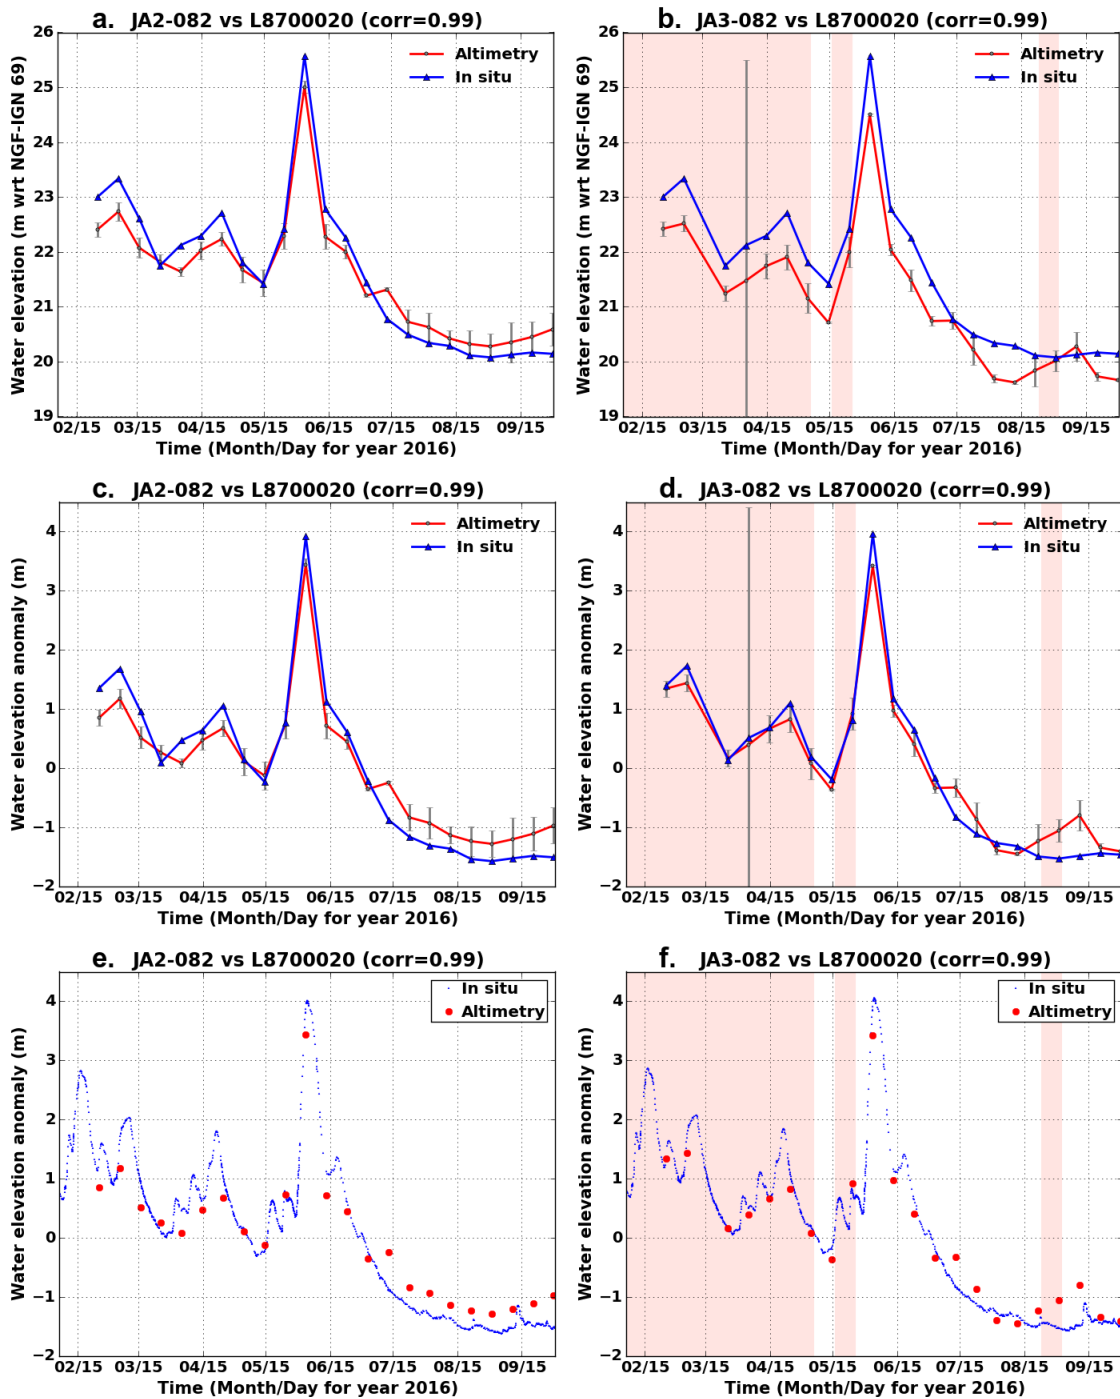 a. JA2-082 vs L8700020 (corr=0.99)
Water elevation (m wrt NGF-IGN 69)
26
25
24
23
22
21
20
19
Altimetry
In situ
02/15 03/15 04/15 05/15 06/15 07/15 08/15 09/15
Time (Month/Day for year 2016)
b. JA3-082 vs L8700020 (corr=0.99)
Water elevation (m wrt NGF-IGN 69)
26
25
24
23
22
21
20
19
Altimetry
In situ
02/15 03/15 04/15 05/15 06/15 07/15 08/15 09/15
Time (Month/Day for year 2016)
c. JA2-082 vs L8700020 (corr=0.99)
Water elevation anomaly (m)
4
3
2
1
0
−1
−2
Altimetry
In situ
02/15 03/15 04/15 05/15 06/15 07/15 08/15 09/15
Time (Month/Day for year 2016)
d. JA3-082 vs L8700020 (corr=0.99)
Water elevation anomaly (m)
4
3
2
1
0
−1
−2
Altimetry
In situ
02/15 03/15 04/15 05/15 06/15 07/15 08/15 09/15
Time (Month/Day for year 2016)
e. JA2-082 vs L8700020 (corr=0.99)
Water elevation anomaly (m)
4
3
2
1
0
−1
−2
In situ
Altimetry
02/15 03/15 04/15 05/15 06/15 07/15 08/15 09/15
Time (Month/Day for year 2016)
f. JA3-082 vs L8700020 (corr=0.99)
Water elevation anomaly (m)
4
3
2
1
0
−1
−2
In situ
Altimetry
02/15 03/15 04/15 05/15 06/15 07/15 08/15 09/15
Time (Month/Day for year 2016)